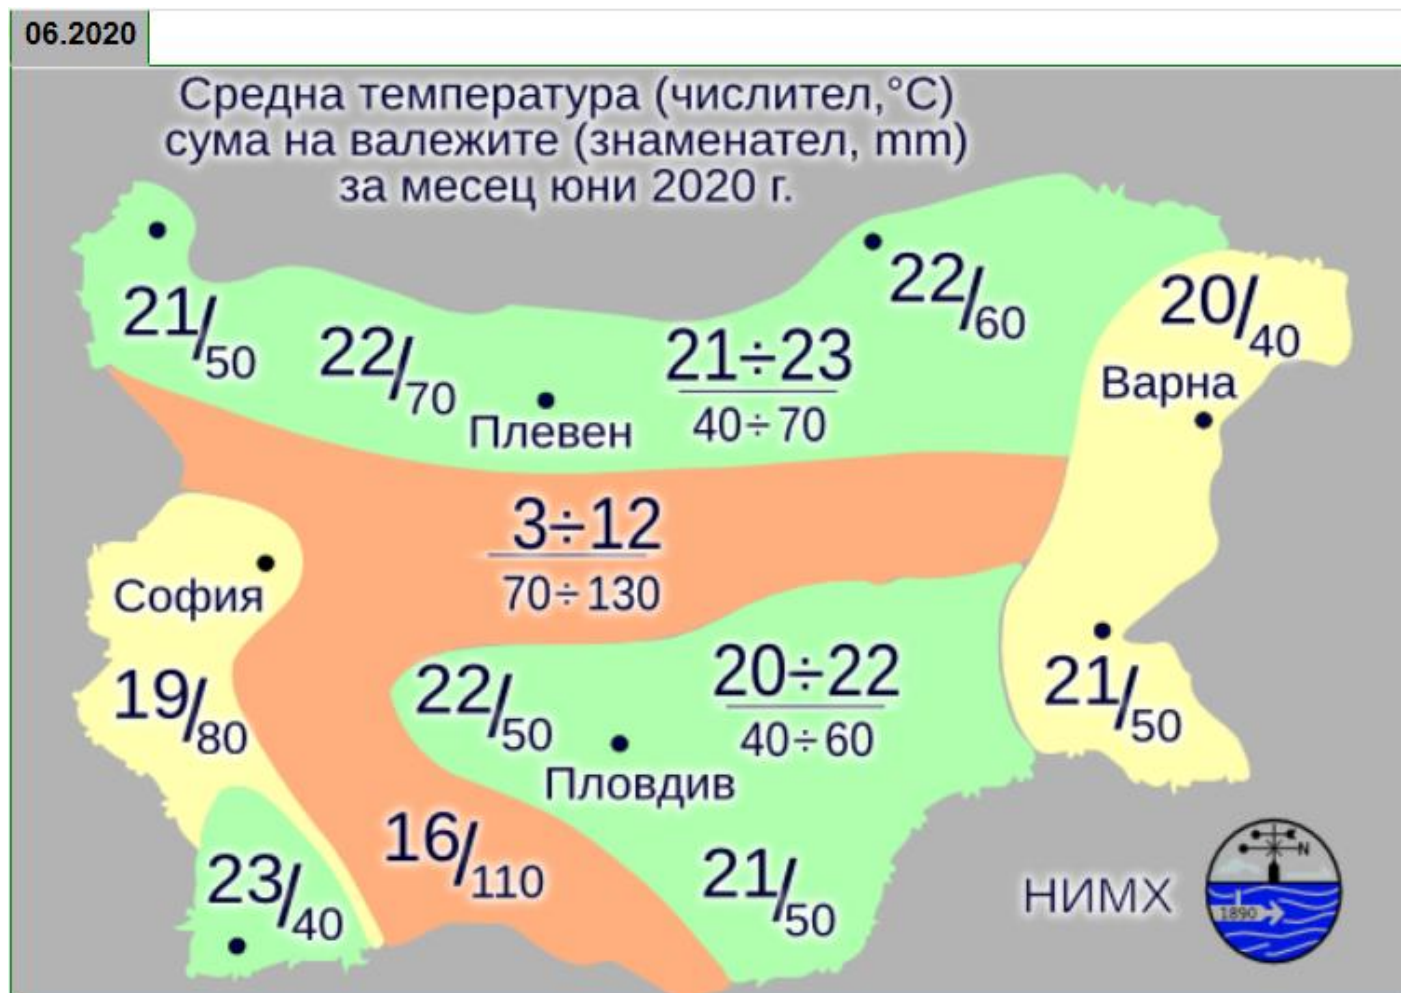 06.2020
Средна температура (числител,°C)
сума на валежите (знаменател, mm)
за месец юни 2020 г.
21/50
22/70
Плевен
21÷23
40÷70
22/60
20/40
Варна
3÷12
70÷130
София
19/80
22/50
Пловдив
20÷22
40÷60
21/50
16/110
23/40
21/50
НИМХ
N
1890